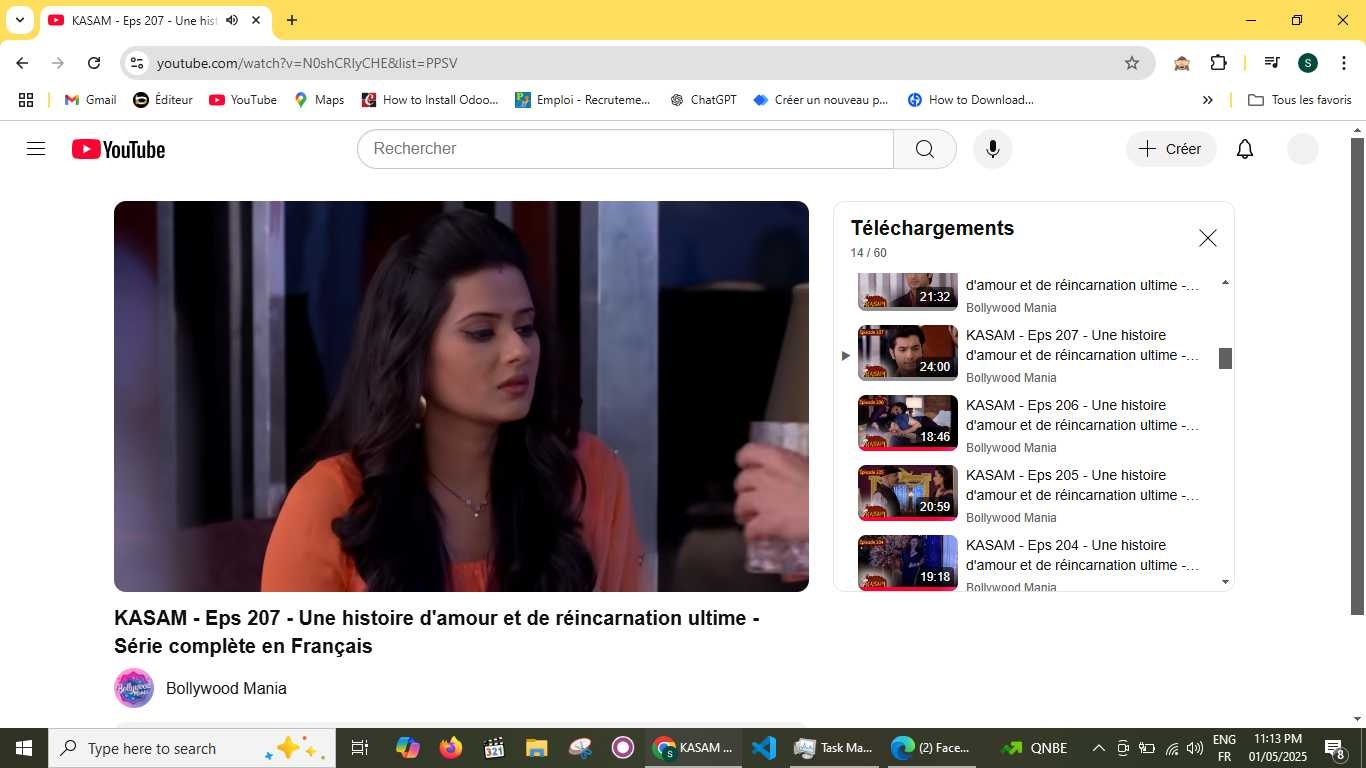 KASAM - Eps 207 - Une hist
youtube.com/watch?v=N0shCRlyCHE&list=PPSV
S
Gmail
Éditeur
YouTube
Maps
How to Install Odoo...
Emploi - Recruteme...
ChatGPT
Créer un nouveau p...
How to Download...
»
Tous les favoris
YouTube
Rechercher
Créer
Téléchargements
14 / 60
21:32
d'amour et de réincarnation ultime -...
Bollywood Mania
24:00
KASAM - Eps 207 - Une histoire
d'amour et de réincarnation ultime -...
Bollywood Mania
18:46
KASAM - Eps 206 - Une histoire
d'amour et de réincarnation ultime -...
Bollywood Mania
20:59
KASAM - Eps 205 - Une histoire
d'amour et de réincarnation ultime -...
Bollywood Mania
19:18
KASAM - Eps 204 - Une histoire
d'amour et de réincarnation ultime -...
Bollywood Mania
KASAM - Eps 207 - Une histoire d'amour et de réincarnation ultime -
Série complète en Français
Bollywood Mania
Type here to search
KASAM ...
Task Ma...
(2) Face...
QNBE
ENG
FR
11:13 PM
01/05/2025
8